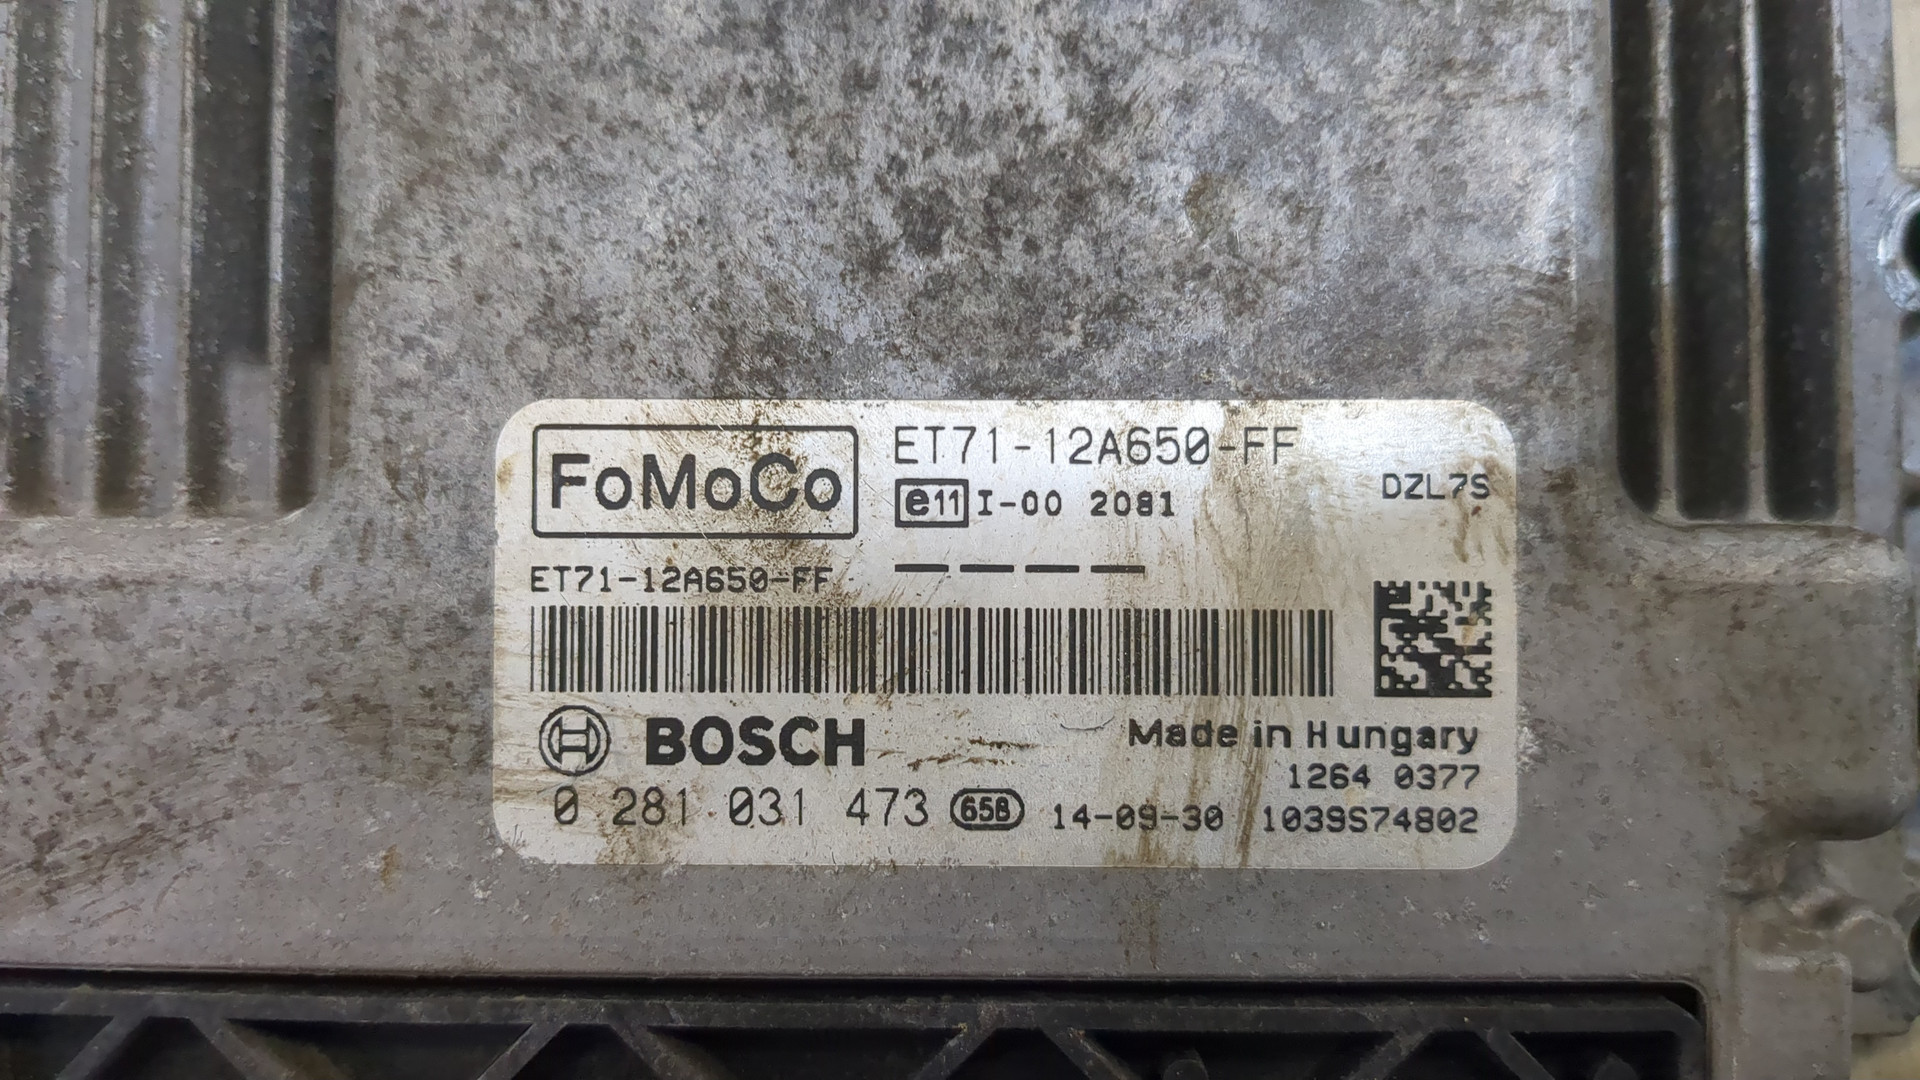 FoMoCo
ET71-12A650-FF
e11 I-00 2081
DZL7S
ET71-12A650-FF
BOSCH
Made in Hungary
1264 0377
0 281 031 473 65B 14-09-30 1039S74802